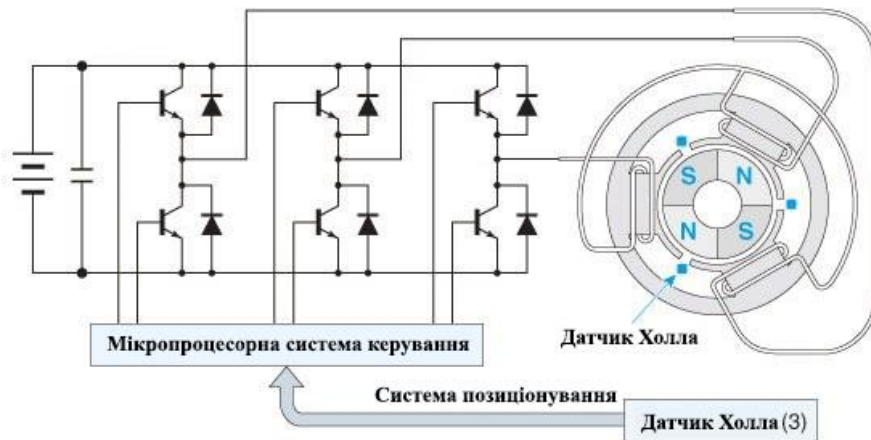 S N
N S
Датчик Холла
Мікропроцесорна система керування
Система позиціонування
Датчик Холла (3)